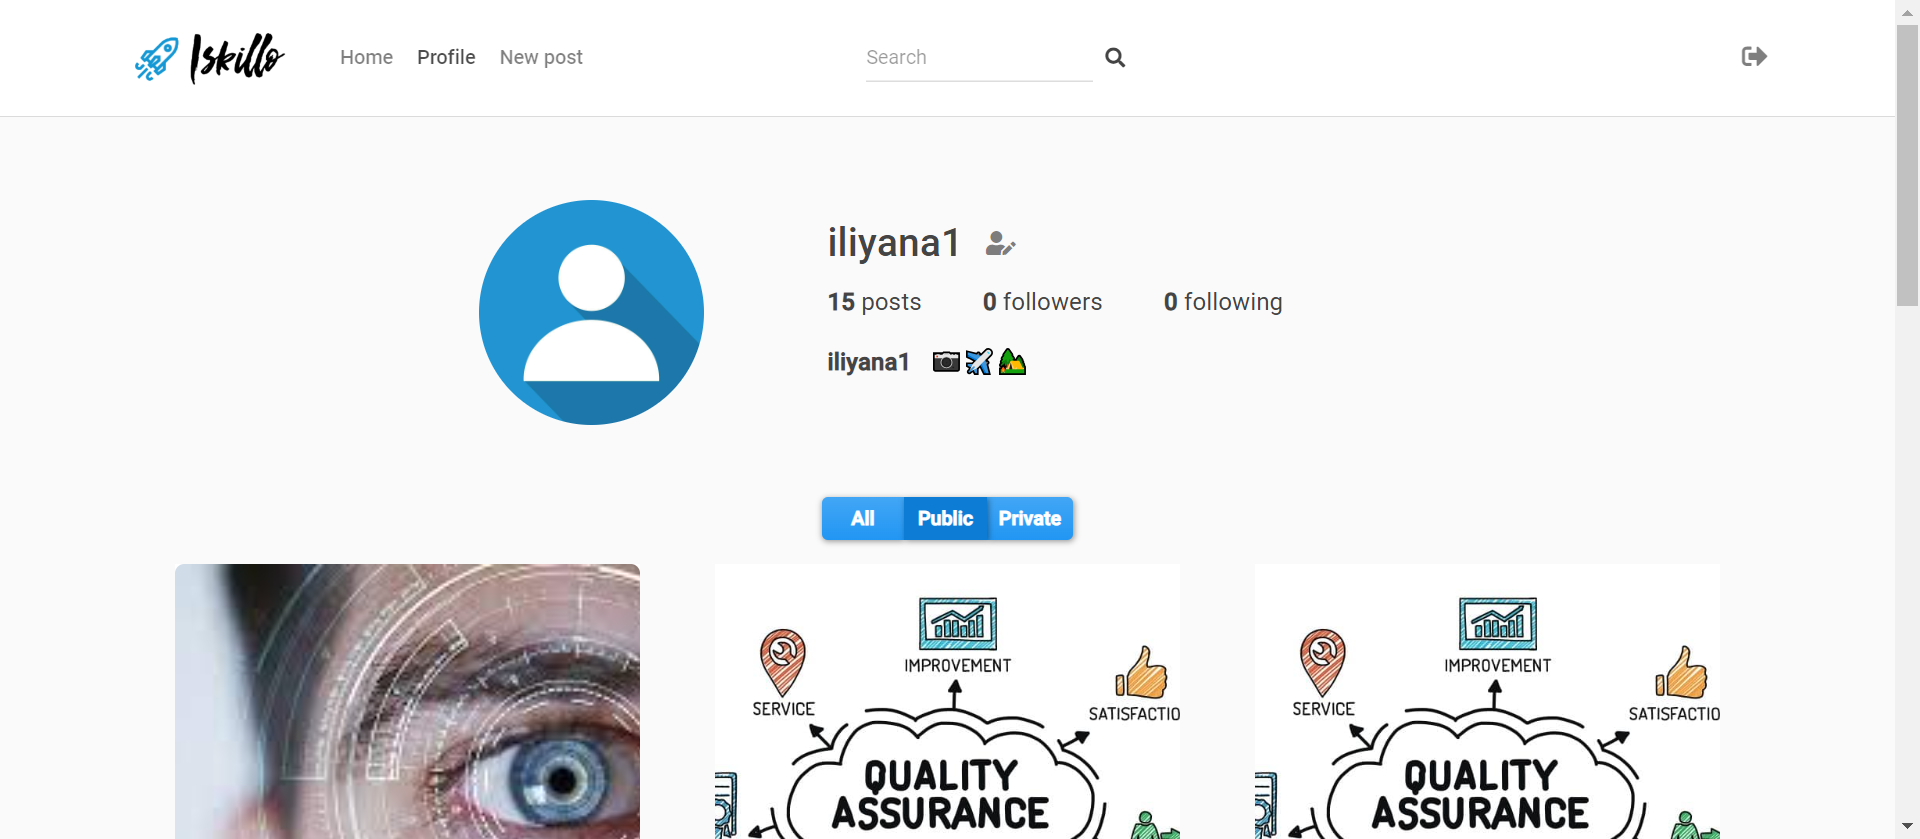 Iskillo
Home Profile New post
Search
iliyana1
15 posts 0 followers 0 following
iliyana1
All Public Private
IMPROVEMENT
SERVICE
SATISFACTIO
QUALITY
ASSURANCE
IMPROVEMENT
SERVICE
SATISFACTIO
QUALITY
ASSURANCE